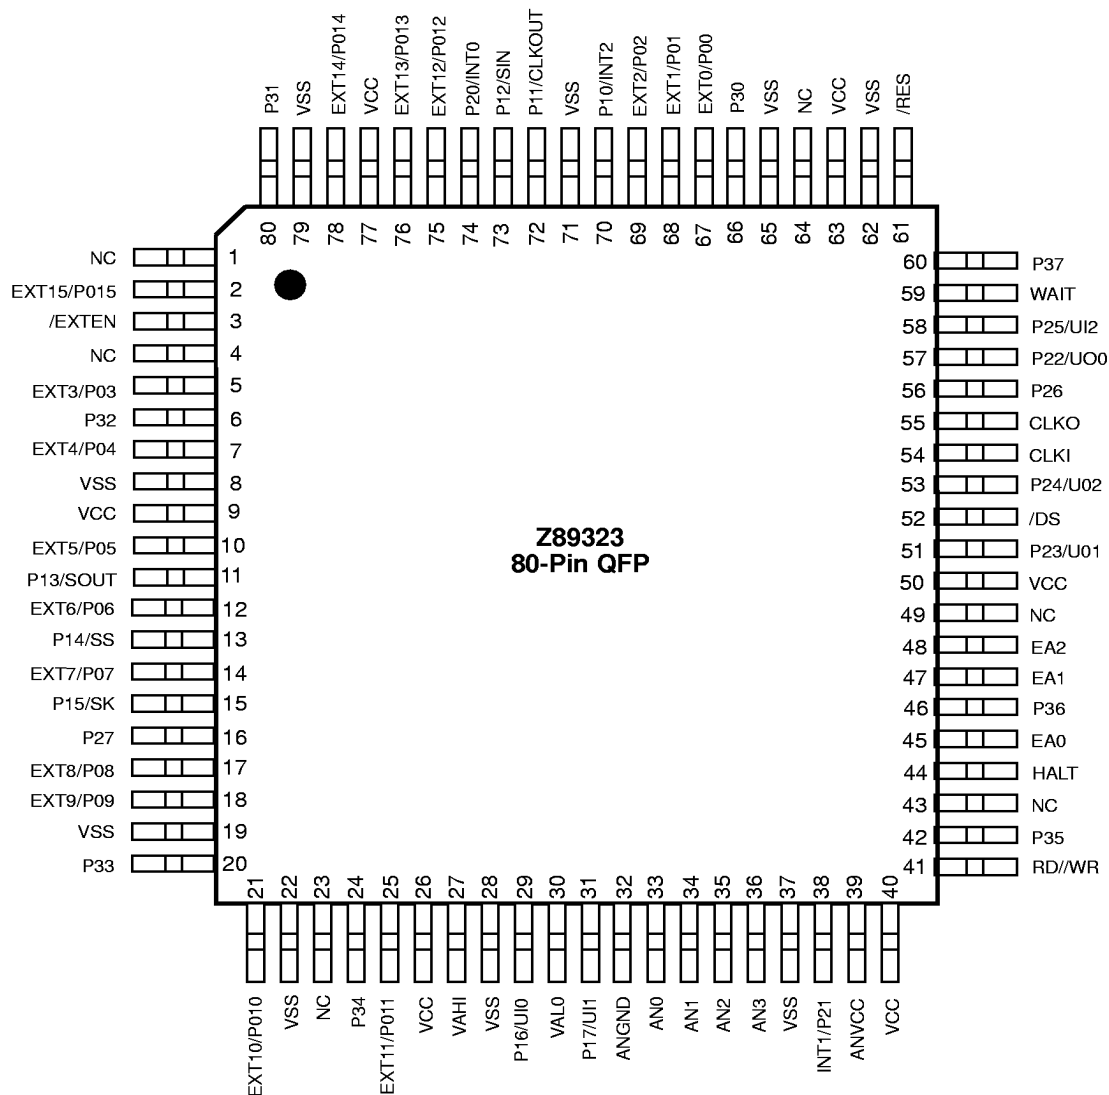 P31
VSS
EXT14/P014
VCC
EXT13/P013
EXT12/P012
P20/INT0
P12/SIN
P11/CLKOUT
VSS
P10/INT2
EXT2/P02
EXT1/P01
EXT0/P00
P30
VSS
NC
VCC
VSS
/RES
80
79
78
77
76
75
74
73
72
71
70
69
68
67
66
65
64
63
62
61
NC 1
EXT15/P015 2
/EXTEN 3
NC 4
EXT3/P03 5
P32 6
EXT4/P04 7
VSS 8
VCC 9
EXT5/P05 10
P13/SOUT 11
EXT6/P06 12
P14/SS 13
EXT7/P07 14
P15/SK 15
P27 16
EXT8/P08 17
EXT9/P09 18
VSS 19
P33 20
Z89323
80-Pin QFP
60 P37
59 WAIT
58 P25/UI2
57 P22/UO0
56 P26
55 CLKO
54 CLKI
53 P24/U02
52 /DS
51 P23/U01
50 VCC
49 NC
48 EA2
47 EA1
46 P36
45 EA0
44 HALT
43 NC
42 P35
41 RD//WR
21
22
23
24
25
26
27
28
29
30
31
32
33
34
35
36
37
38
39
40
EXT10/P010
VSS
NC
P34
EXT11/P011
VCC
VAHI
VSS
P16/UI0
VAL0
P17/UI1
ANGND
AN0
AN1
AN2
AN3
VSS
INT1/P21
ANVCC
VCC